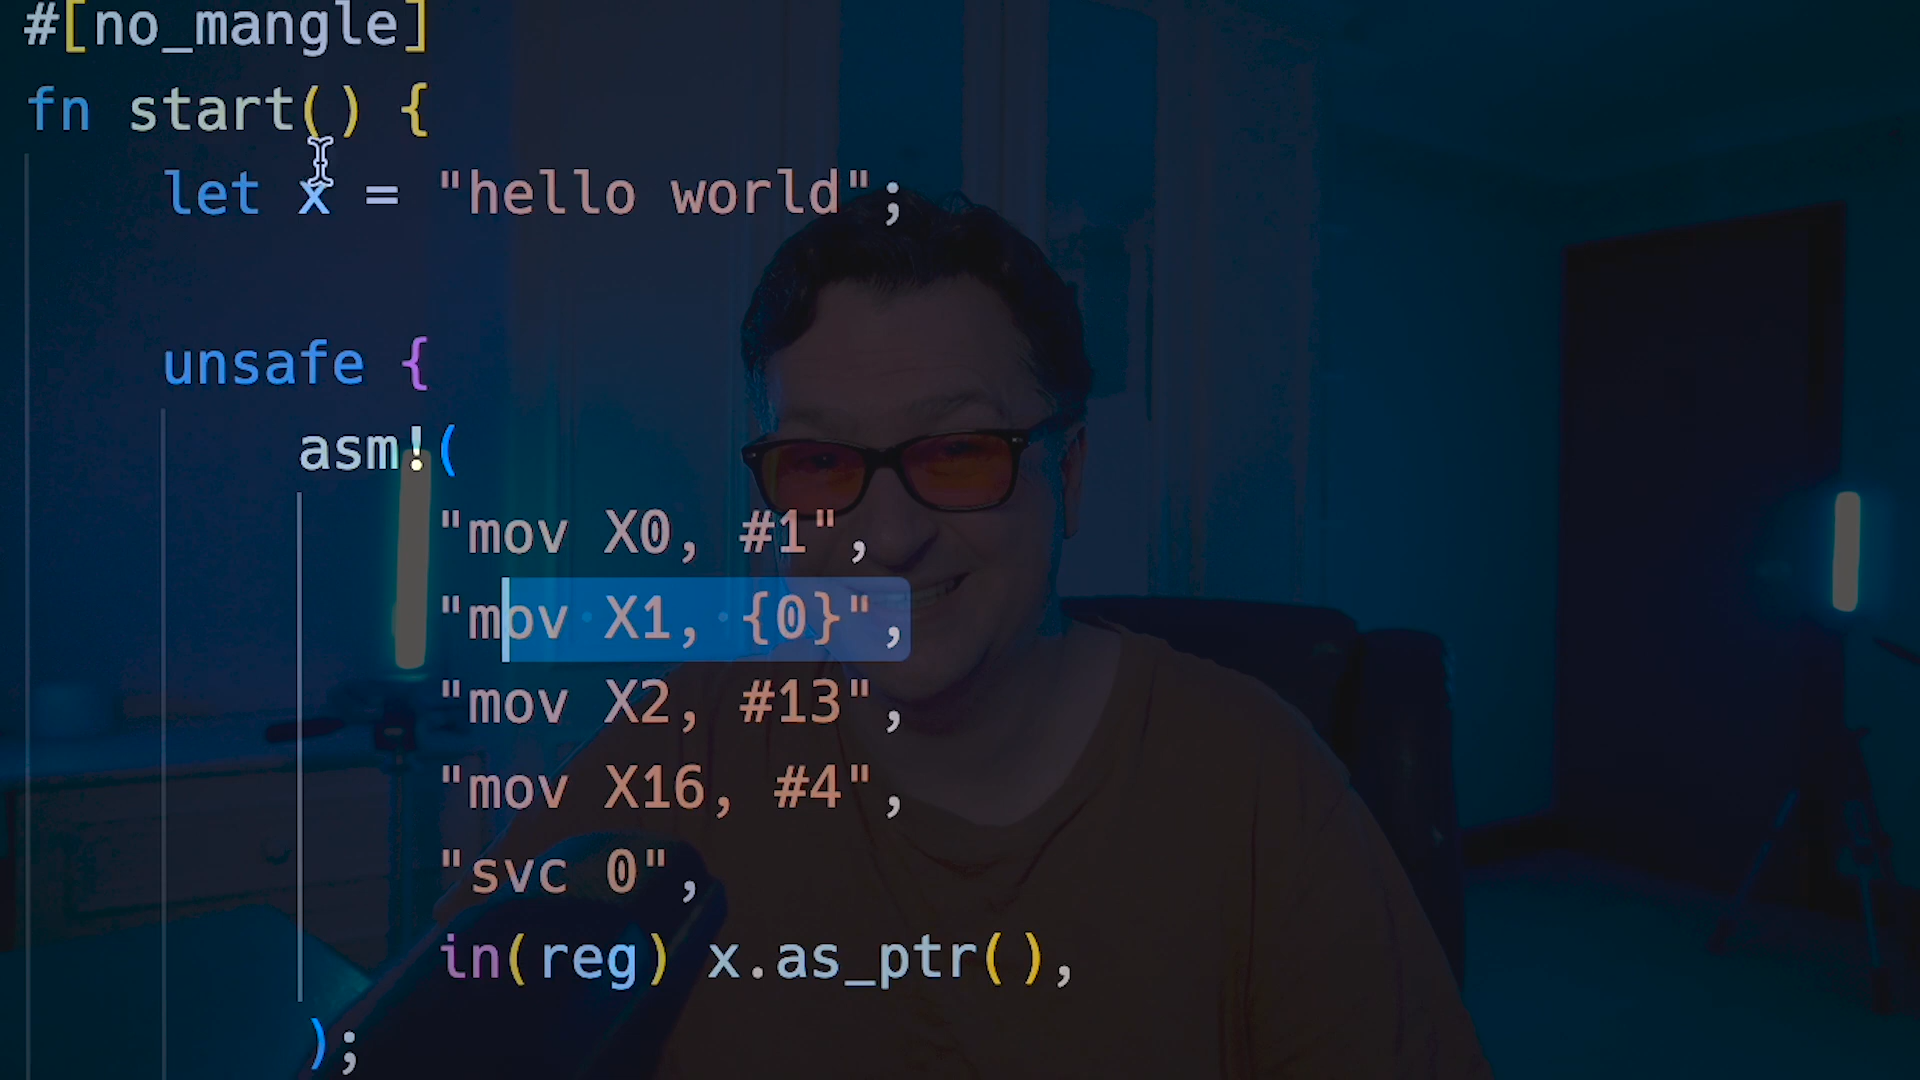 #[no_mangle]
fn start() {
let x = "hello world";
unsafe {
asm!(
"mov X0, #1",
"mov X1, {0}",
"mov X2, #13",
"mov X16, #4",
"svc 0",
in(reg) x.as_ptr(),
);